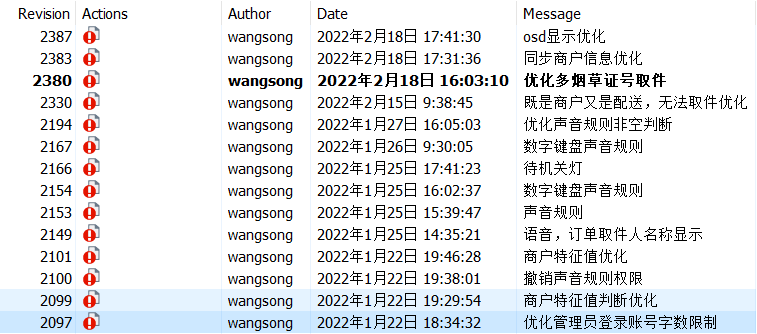 Revision Actions Author Date Message
2387 wangsong 2022年2月18日 17:41:30 osd显示优化
2383 wangsong 2022年2月18日 17:31:36 同步商户信息优化
2380 wangsong 2022年2月18日 16:03:10 优化多烟草证号取件
2330 wangsong 2022年2月15日 9:38:45 既是商户又是配送，无法取件优化
2194 wangsong 2022年1月27日 16:05:03 优化声音规则非空判断
2167 wangsong 2022年1月26日 9:30:05 数字键盘声音规则
2166 wangsong 2022年1月25日 17:41:23 待机关灯
2154 wangsong 2022年1月25日 16:02:37 数字键盘声音规则
2153 wangsong 2022年1月25日 15:39:47 声音规则
2149 wangsong 2022年1月25日 14:35:21 语音，订单取件人名称显示
2101 wangsong 2022年1月22日 19:46:28 商户特征值优化
2100 wangsong 2022年1月22日 19:38:01 撤销声音规则权限
2099 wangsong 2022年1月22日 19:29:54 商户特征值判断优化
2097 wangsong 2022年1月22日 18:34:32 优化管理员登录账号字数限制